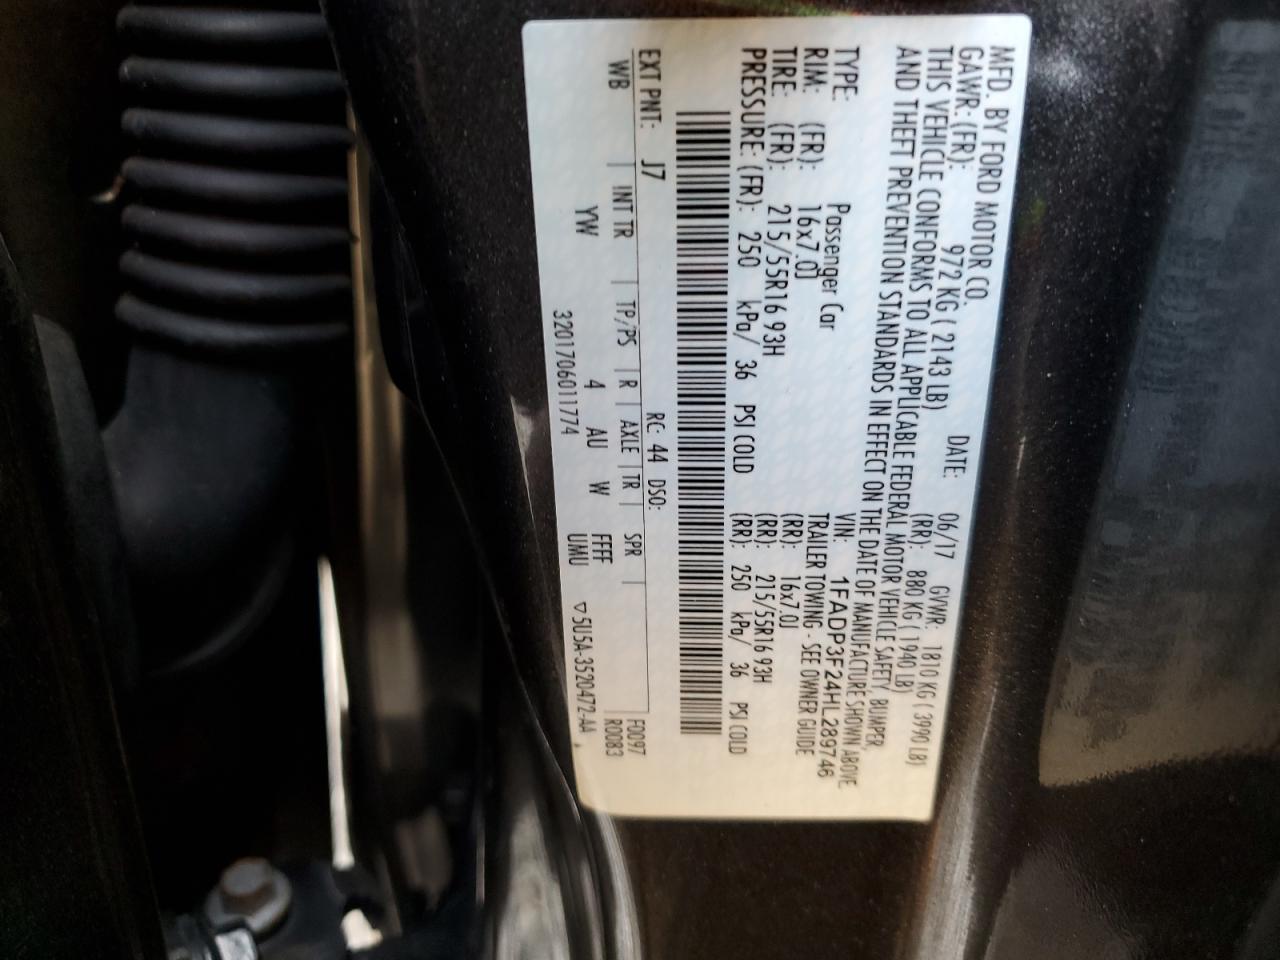 MFD. BY FORD MOTOR CO.
GAWR: (FR): 972 KG ( 2143 LB) DATE: 06/17 GVWR: 1810 KG ( 3990 LB)
(RR): 880 KG ( 1940 LB)
THIS VEHICLE CONFORMS TO ALL APPLICABLE FEDERAL MOTOR VEHICLE SAFETY, BUMPER,
AND THEFT PREVENTION STANDARDS IN EFFECT ON THE DATE OF MANUFACTURE SHOWN ABOVE
VIN: 1FADP3F24HL289746
TYPE: Passenger Car TRAILER TOWING - SEE OWNER GUIDE
RIM: (FR): 16x7.0J (RR): 16x7.0J
TIRE: (FR): 215/55R16 93H (RR): 215/55R16 93H
PRESSURE: (FR): 250 kPa/ 36 PSI COLD (RR): 250 kPa/ 36 PSI COLD
EXT PNT: J7 RC: 44 DSO: F0097
WB | INT TR | TP/PS | R | AXLE | TR | SPR | R0083
YW 4 AU W FFFF
3201706011774 UMU ▽5U5A-3520472-AA